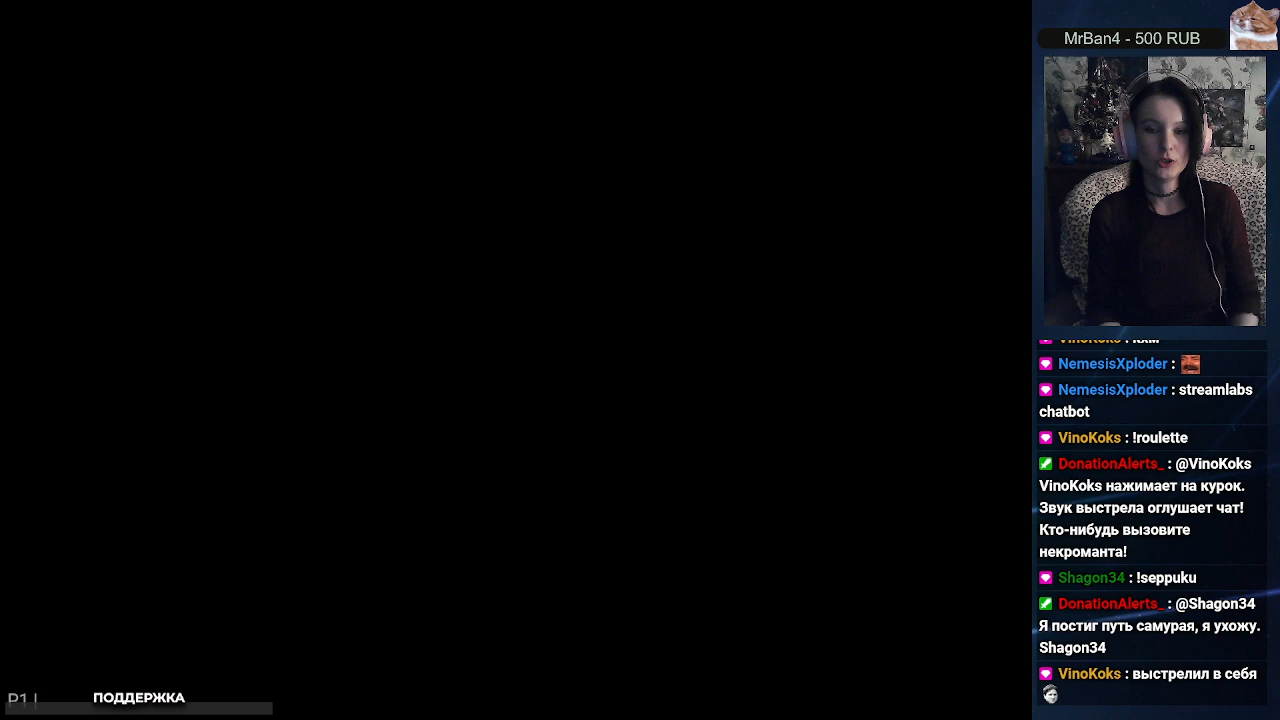 MrBan4 - 500 RUB
NemesisXploder :
NemesisXploder : streamlabs
chatbot
VinoKoks : !roulette
DonationAlerts_ : @VinoKoks
VinoKoks нажимает на курок.
Звук выстрела оглушает чат!
Кто-нибудь вызовите
некроманта!
Shagon34 : !seppuku
DonationAlerts_ : @Shagon34
Я постиг путь самурая, я ухожу.
Shagon34
VinoKoks : выстрелил в себя
P1 |
ПОДДЕРЖКА